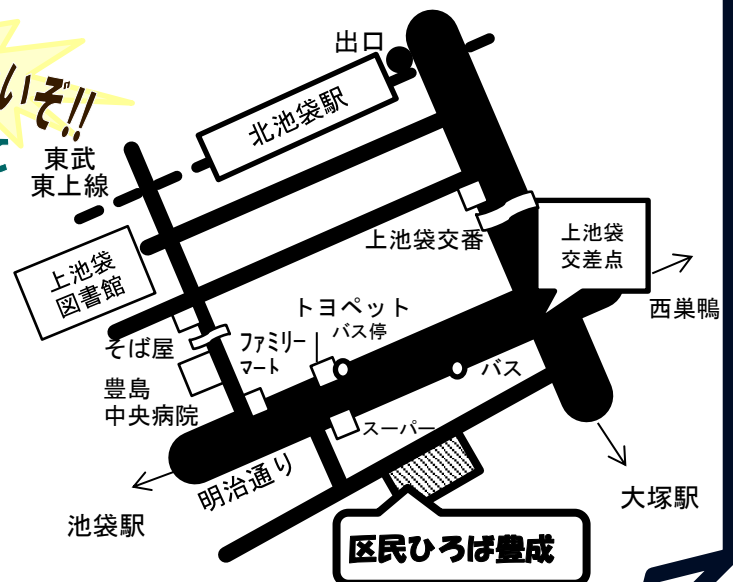 いぞ!!
出口
北池袋駅
東武
東上線
上池袋交番
上池袋
交差点
上池袋
図書館
西巣鴨
トヨペット
バス停
そば屋
ファミリー
マート
バス
豊島
中央病院
スーパー
明治通り
大塚駅
池袋駅
区民ひろば豊成